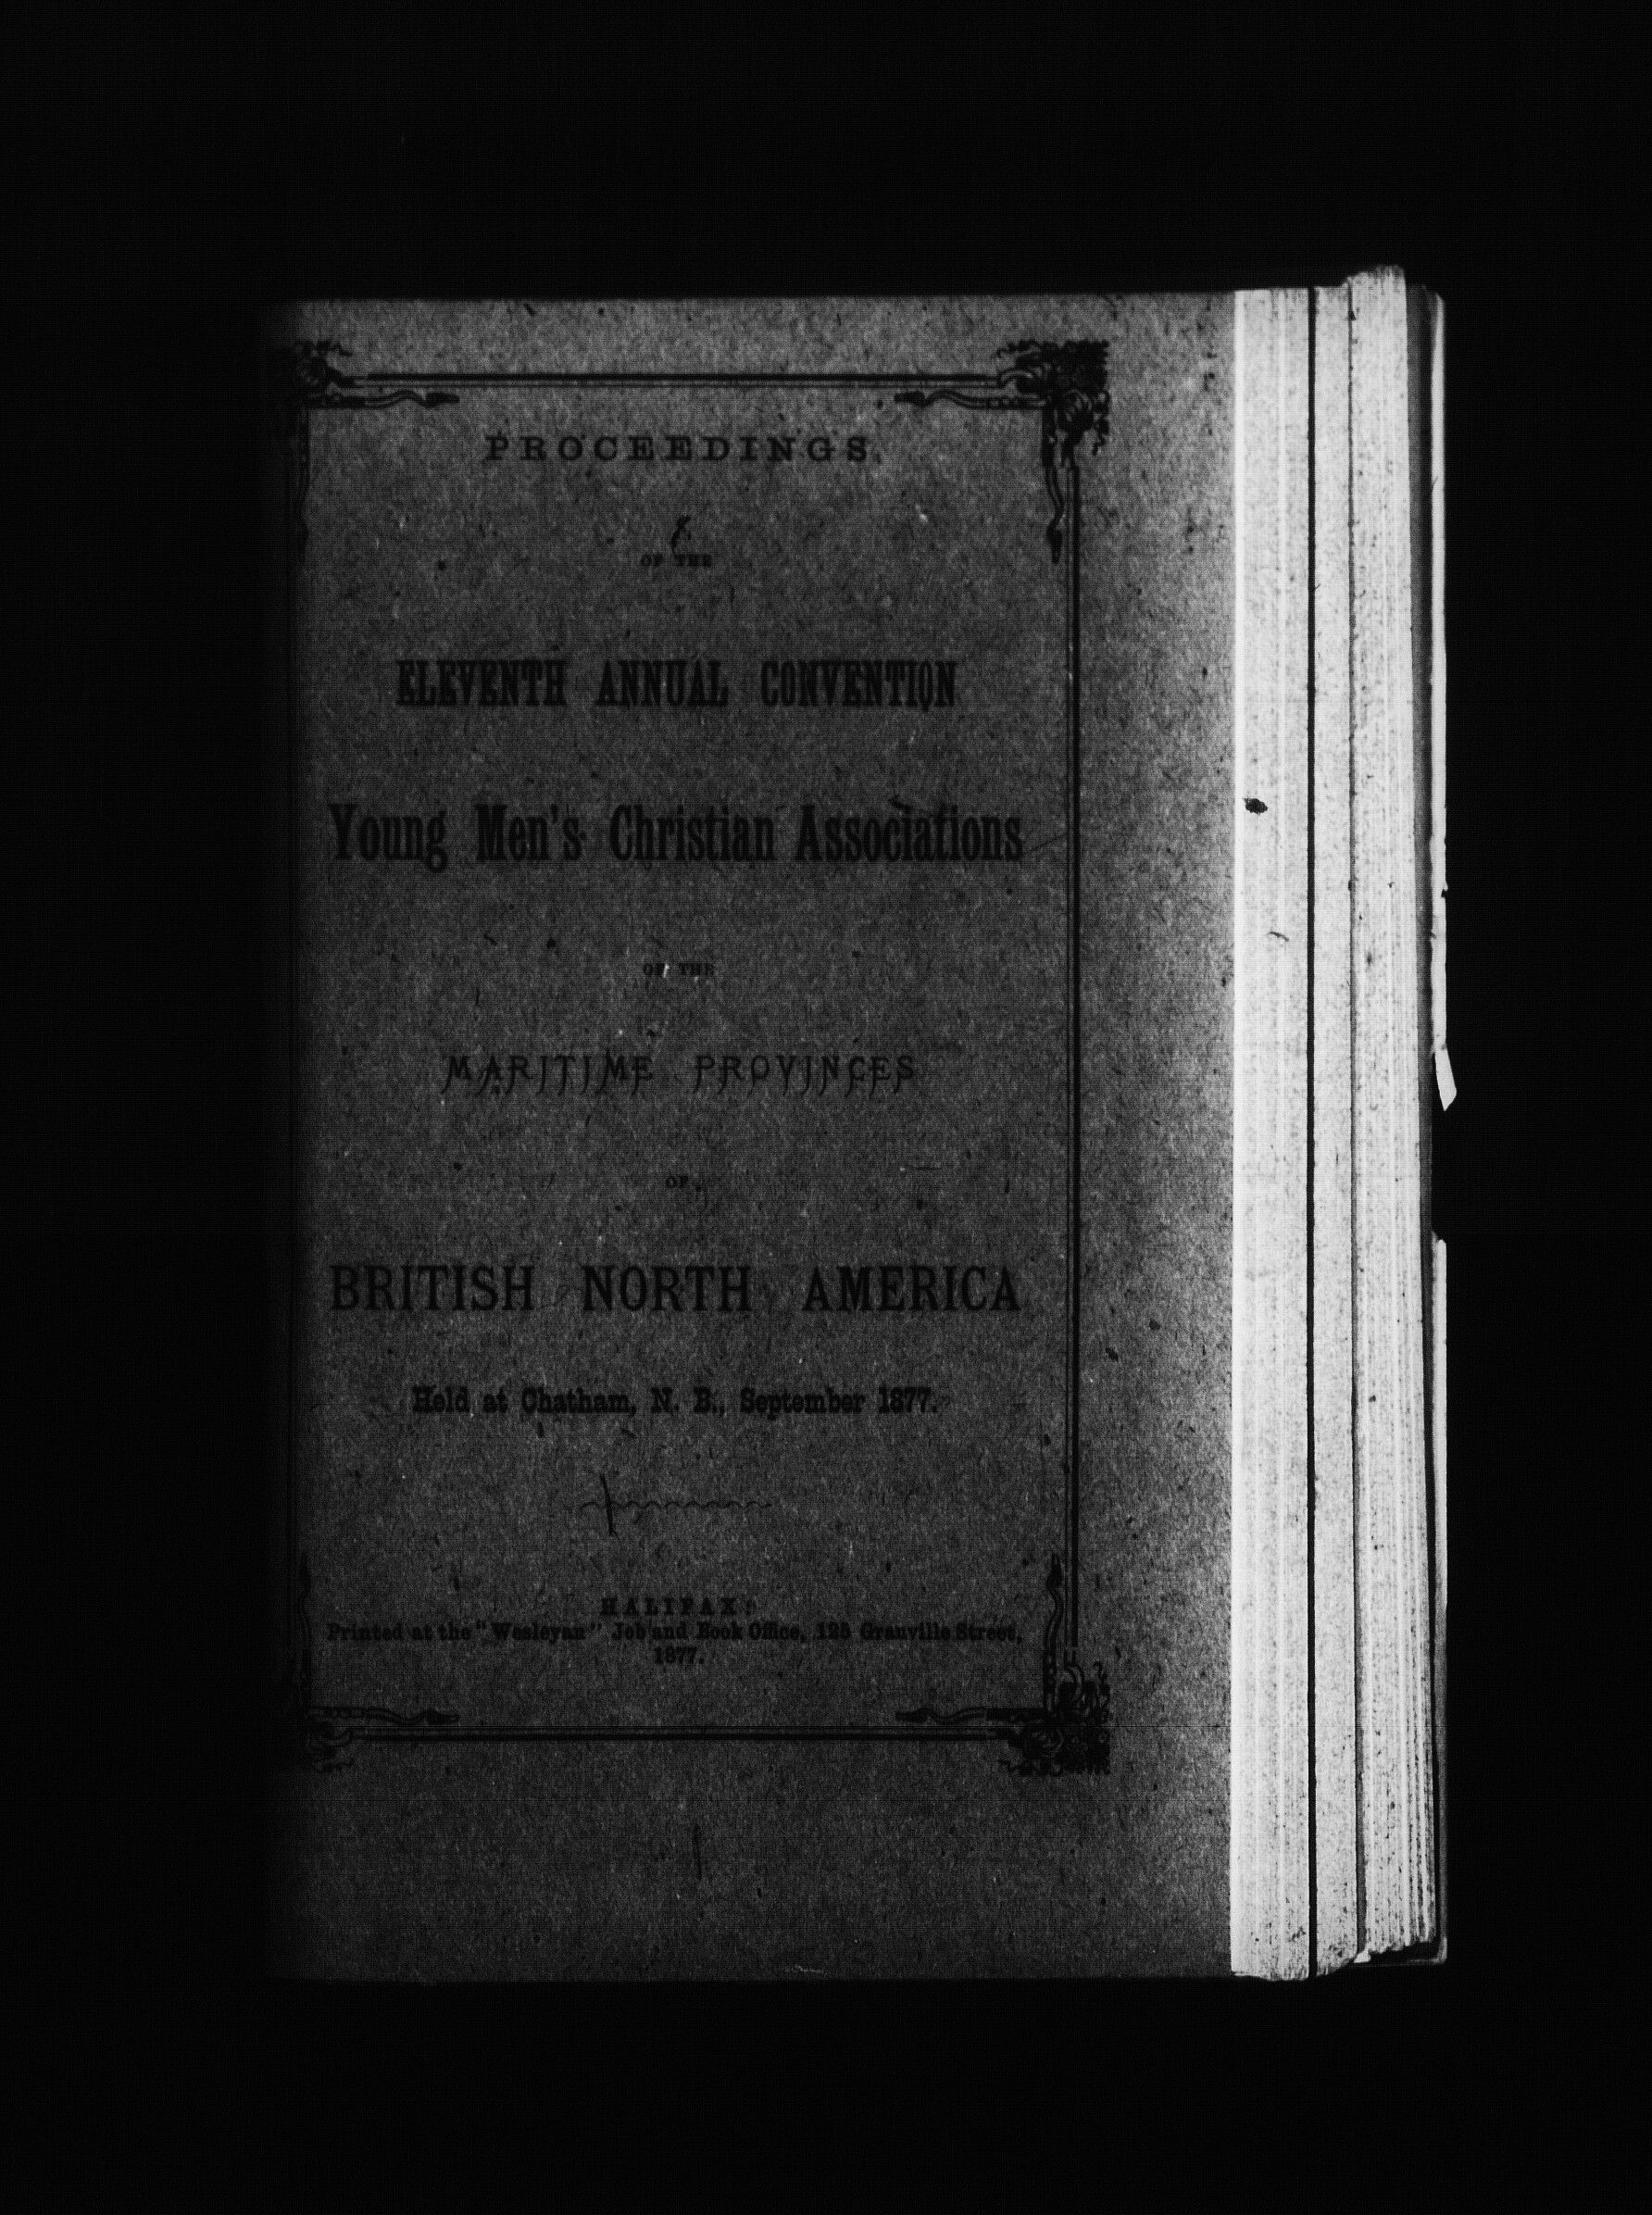 PROCEEDINGS
OF THE
ELEVENTH ANNUAL CONVENTION
Young Men's Christian Associations
OF THE
MARITIME PROVINCES
OF
BRITISH NORTH AMERICA
Held at Chatham, N. B., September 1877.
HALIFAX:
Printed at the "Wesleyan" Job and Book Office, 125 Granville Street,
1877.